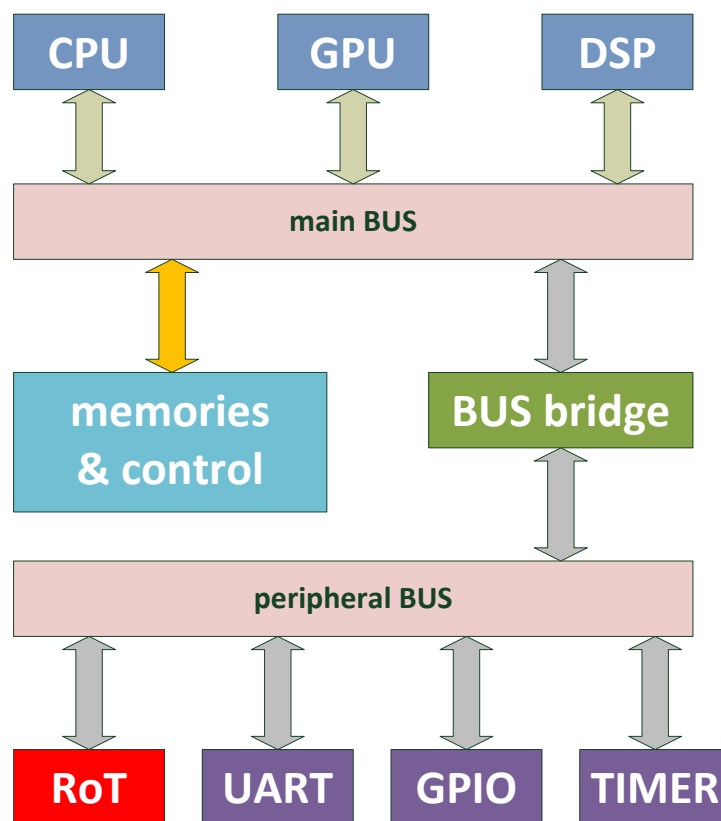 CPU
GPU
DSP
main BUS
memories
& control
BUS bridge
peripheral BUS
RoT
UART
GPIO
TIMER